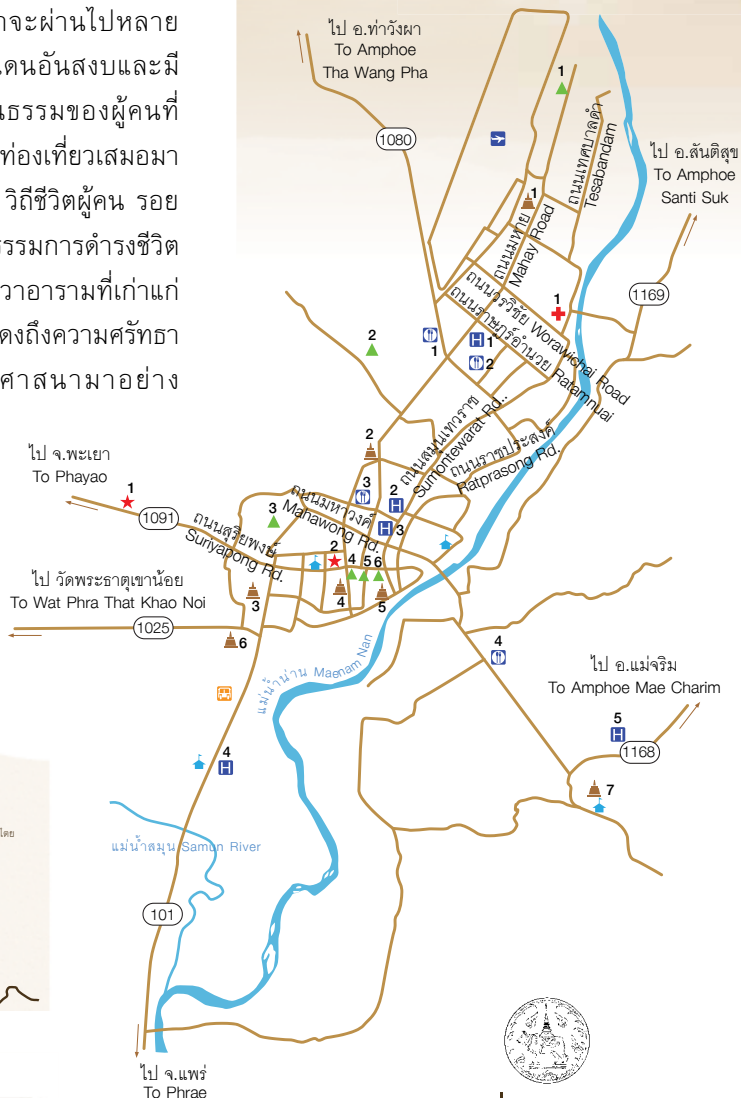 าจะผ่านไปหลาย
เดนอันสงบและมี
นธรรมของผู้คนที่
ท่องเที่ยวเสมอมา
วิถีชีวิตผู้คน รอย
รรมการดำรงชีวิต
วาอารามที่เก่าแก่
ดงถึงความศรัทธา
ศาสนามาอย่าง
ไป อ.ท่าวังผา
To Amphoe
Tha Wang Pha
1080
1
ถนนเทศบาลดำ
Tesabandam
ไป อ.สันติสุข
To Amphoe
Santi Suk
1169
1
ถนนมหาย
Mahay Road
1
ถนนวรวิชัย Worawichai Road
ถนนราษฎร์อำนวย Ratamnuai
2
1
H 1
2
ถนนสุมนเทวราช
Sumontewarat Rd..
ถนนราชประสงค์
Ratprasong Rd.
2
ไป จ.พะเยา
To Phayao
1
1091
3
2
H
ถนนมหาวงศ์
Mahawong Rd.
H 3
3
ถนนสุริยพงษ์
Suriyapong Rd.
2
4
5
6
3
4
5
ไป วัดพระธาตุเขาน้อย
To Wat Phra That Khao Noi
1025
6
แม่น้ำน่าน Maenam Nan
4
ไป อ.แม่จริม
To Amphoe Mae Charim
5
H
1168
7
4
H
โดย
แม่น้ำสมุน Samun River
101
ไป จ.แพร่
To Phrae